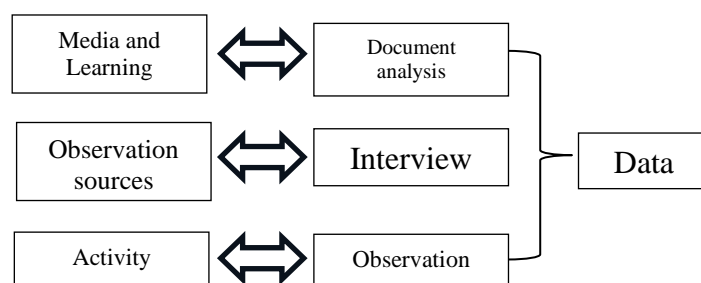 Media and
Learning
Document
analysis
Observation
sources
Interview
Data
Activity
Observation